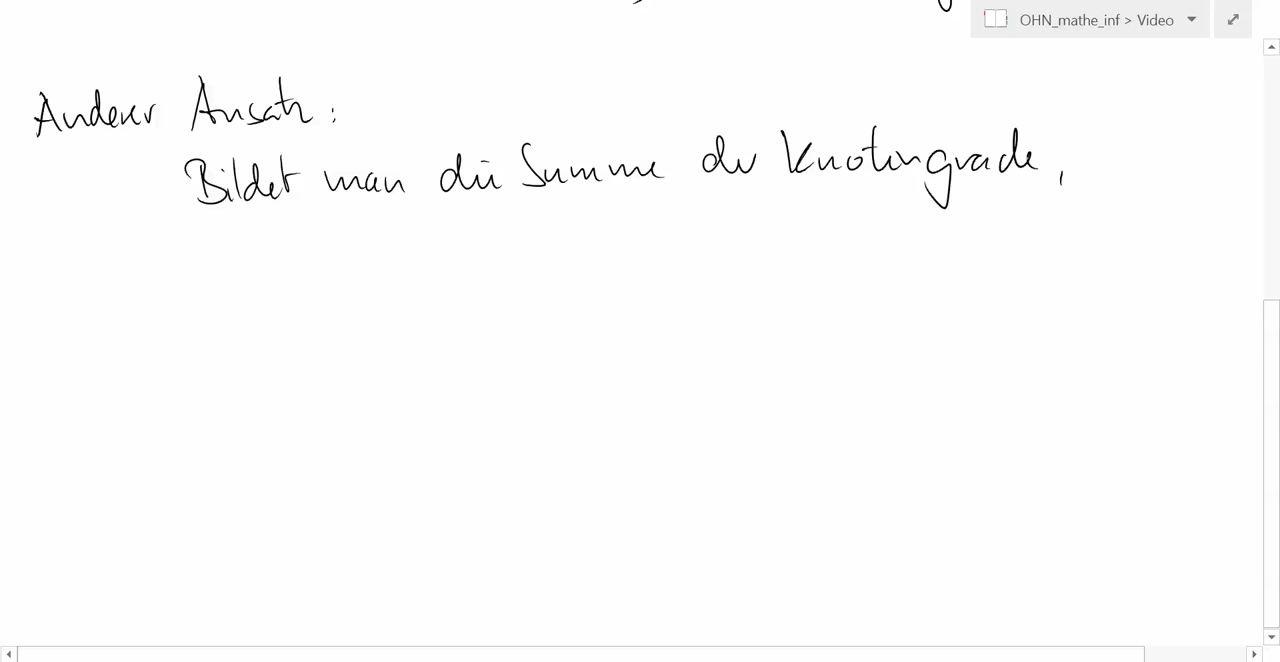 OHN_mathe_inf > Video
Anderer Ansatz:
Bildet man die Summe der Knotengrade,